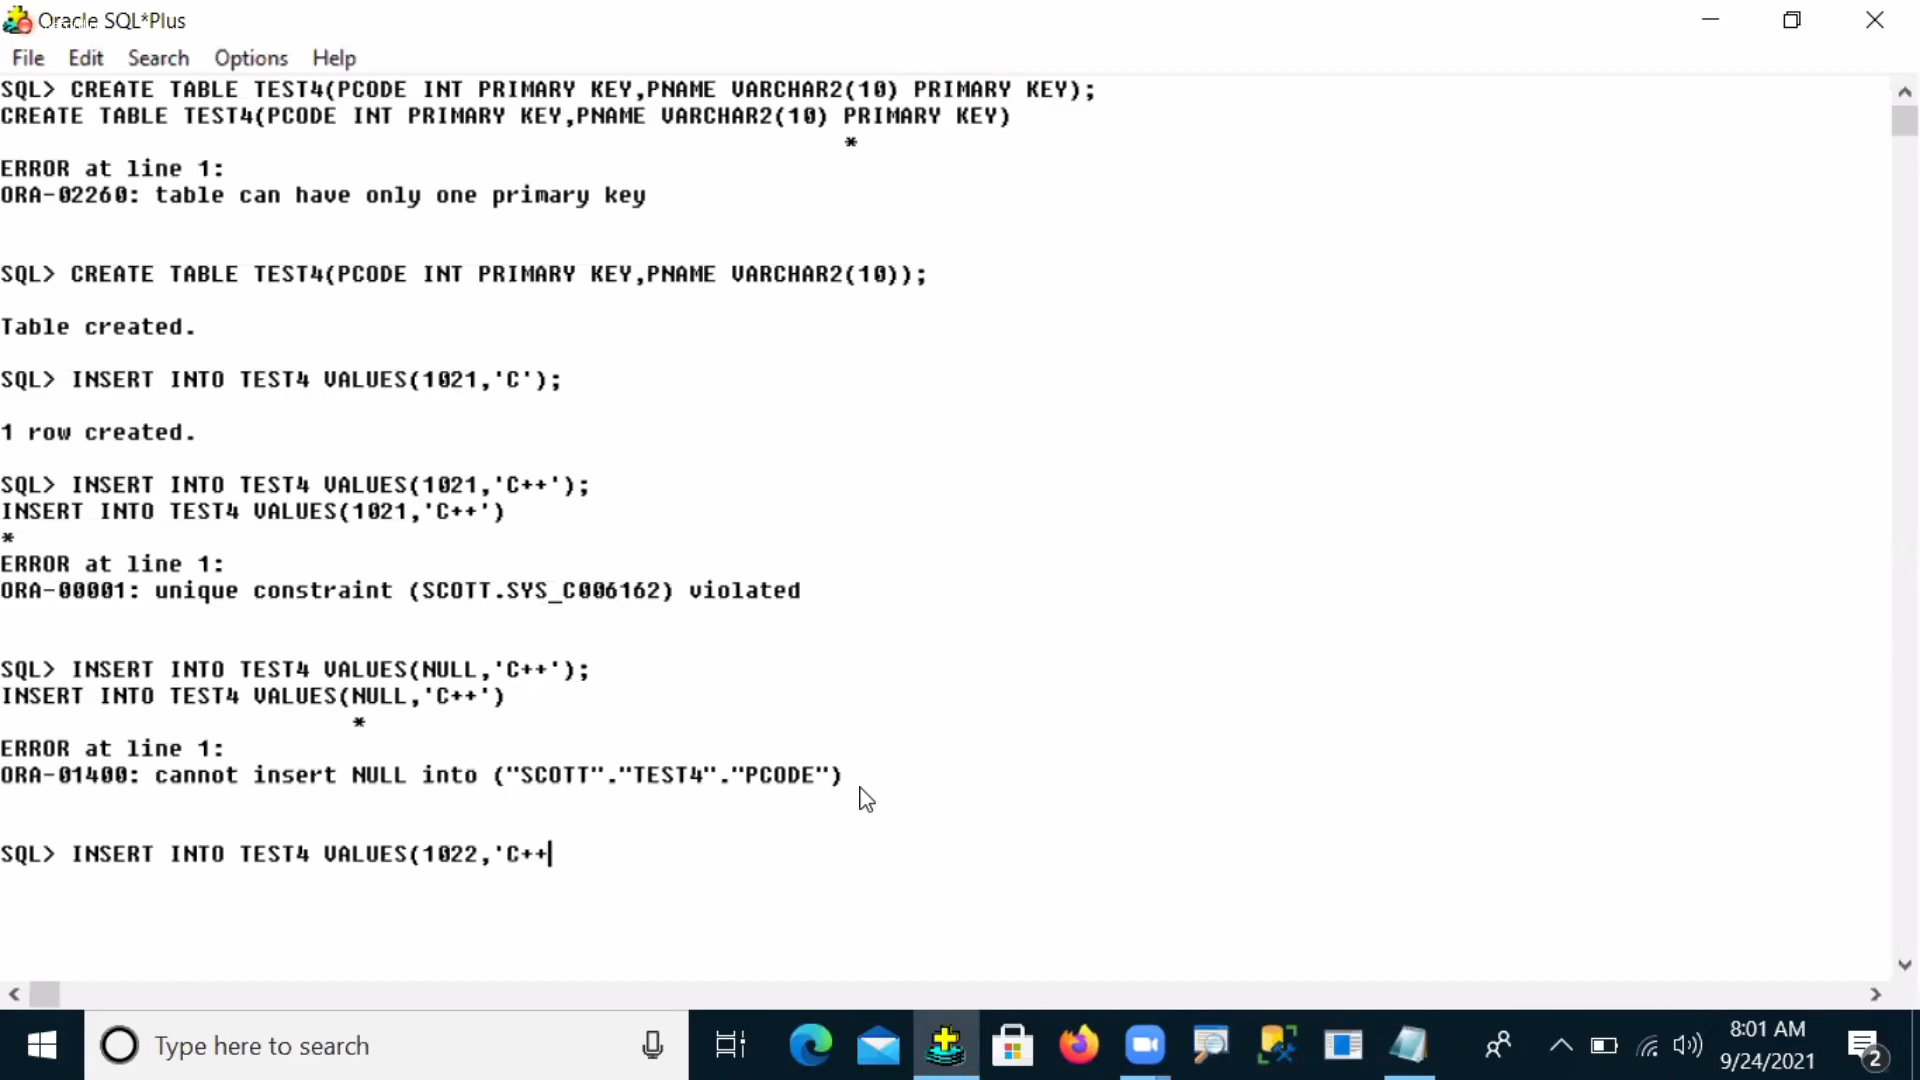 Oracle SQL*Plus
File Edit Search Options Help
SQL> CREATE TABLE TEST4(PCODE INT PRIMARY KEY,PNAME VARCHAR2(10) PRIMARY KEY);
CREATE TABLE TEST4(PCODE INT PRIMARY KEY,PNAME VARCHAR2(10) PRIMARY KEY)
*
ERROR at line 1:
ORA-02260: table can have only one primary key
SQL> CREATE TABLE TEST4(PCODE INT PRIMARY KEY,PNAME VARCHAR2(10));
Table created.
SQL> INSERT INTO TEST4 VALUES(1021,'C');
1 row created.
SQL> INSERT INTO TEST4 VALUES(1021,'C++');
INSERT INTO TEST4 VALUES(1021,'C++')
*
ERROR at line 1:
ORA-00001: unique constraint (SCOTT.SYS_C006162) violated
SQL> INSERT INTO TEST4 VALUES(NULL,'C++');
INSERT INTO TEST4 VALUES(NULL,'C++')
*
ERROR at line 1:
ORA-01400: cannot insert NULL into ("SCOTT"."TEST4"."PCODE")
SQL> INSERT INTO TEST4 VALUES(1022,'C++
Type here to search
8:01 AM
9/24/2021
2